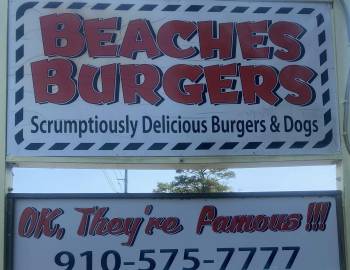 BEACHES
BURGERS
Scrumptiously Delicious Burgers & Dogs
OK, They're Famous!!!
910-575-7777